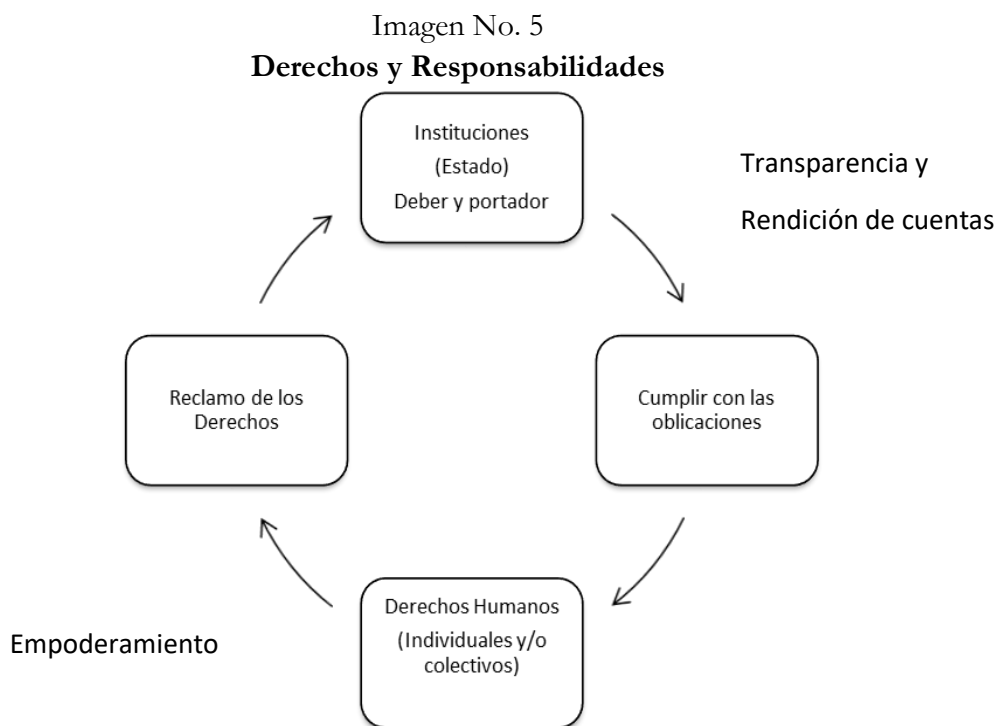 Imagen No. 5
Derechos y Responsabilidades
Instituciones
(Estado)
Deber y portador
Transparencia y
Rendición de cuentas
Reclamo de los
Derechos
Cumplir con las
oblicaciones
Derechos Humanos
(Individuales y/o
colectivos)
Empoderamiento